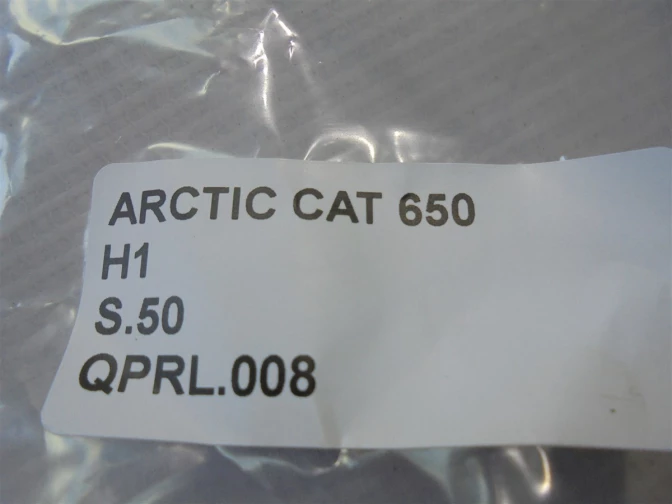 ARCTIC CAT 650
H1
S.50
QPRL.008